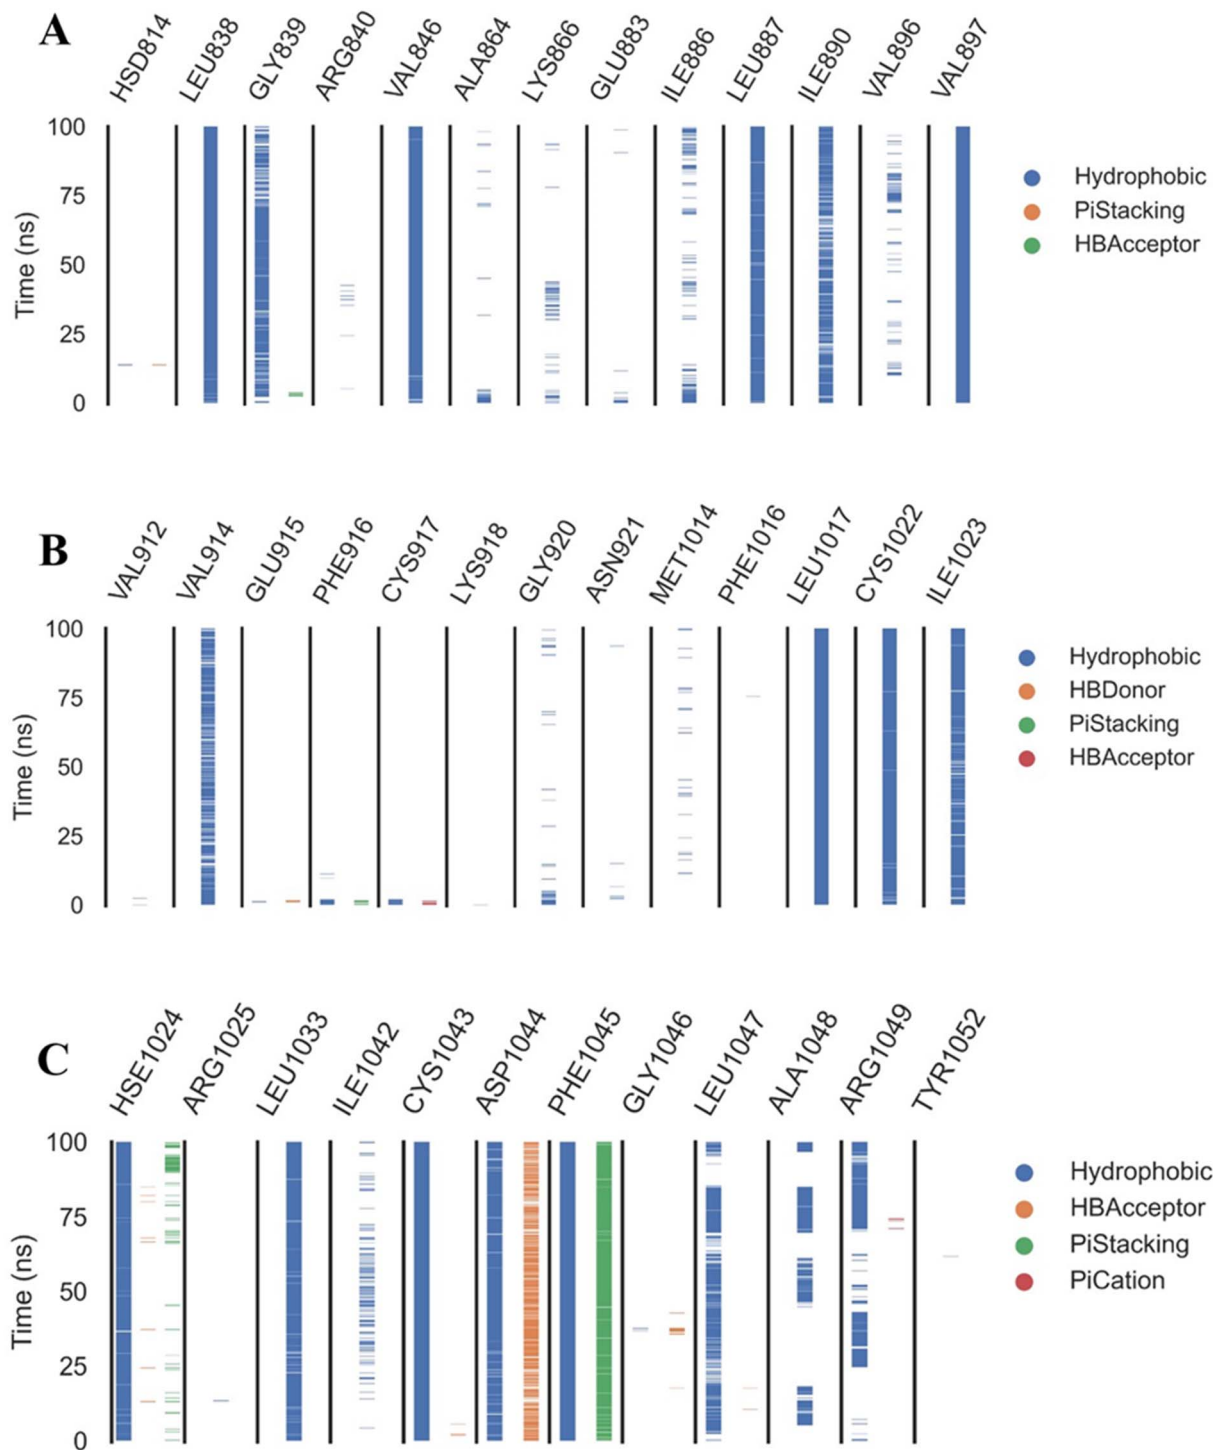 A
HSD814 LEU838 GLY839 ARG840 VAL846 ALA864 LYS866 GLU883 ILE886 LEU887 ILE890 VAL896 VAL897
100
75
50
25
0
Time (ns)
Hydrophobic
PiStacking
HBAcceptor
B
VAL912 VAL914 GLU915 PHE916 CYS917 LYS918 GLY920 ASN921 MET1014 PHE1016 LEU1017 CYS1022 ILE1023
100
75
50
25
0
Time (ns)
Hydrophobic
HBDonor
PiStacking
HBAcceptor
C
HSE1024 ARG1025 LEU1033 ILE1042 CYS1043 ASP1044 PHE1045 GLY1046 LEU1047 ALA1048 ARG1049 TYR1052
100
75
50
25
0
Time (ns)
Hydrophobic
HBAcceptor
PiStacking
PiCation